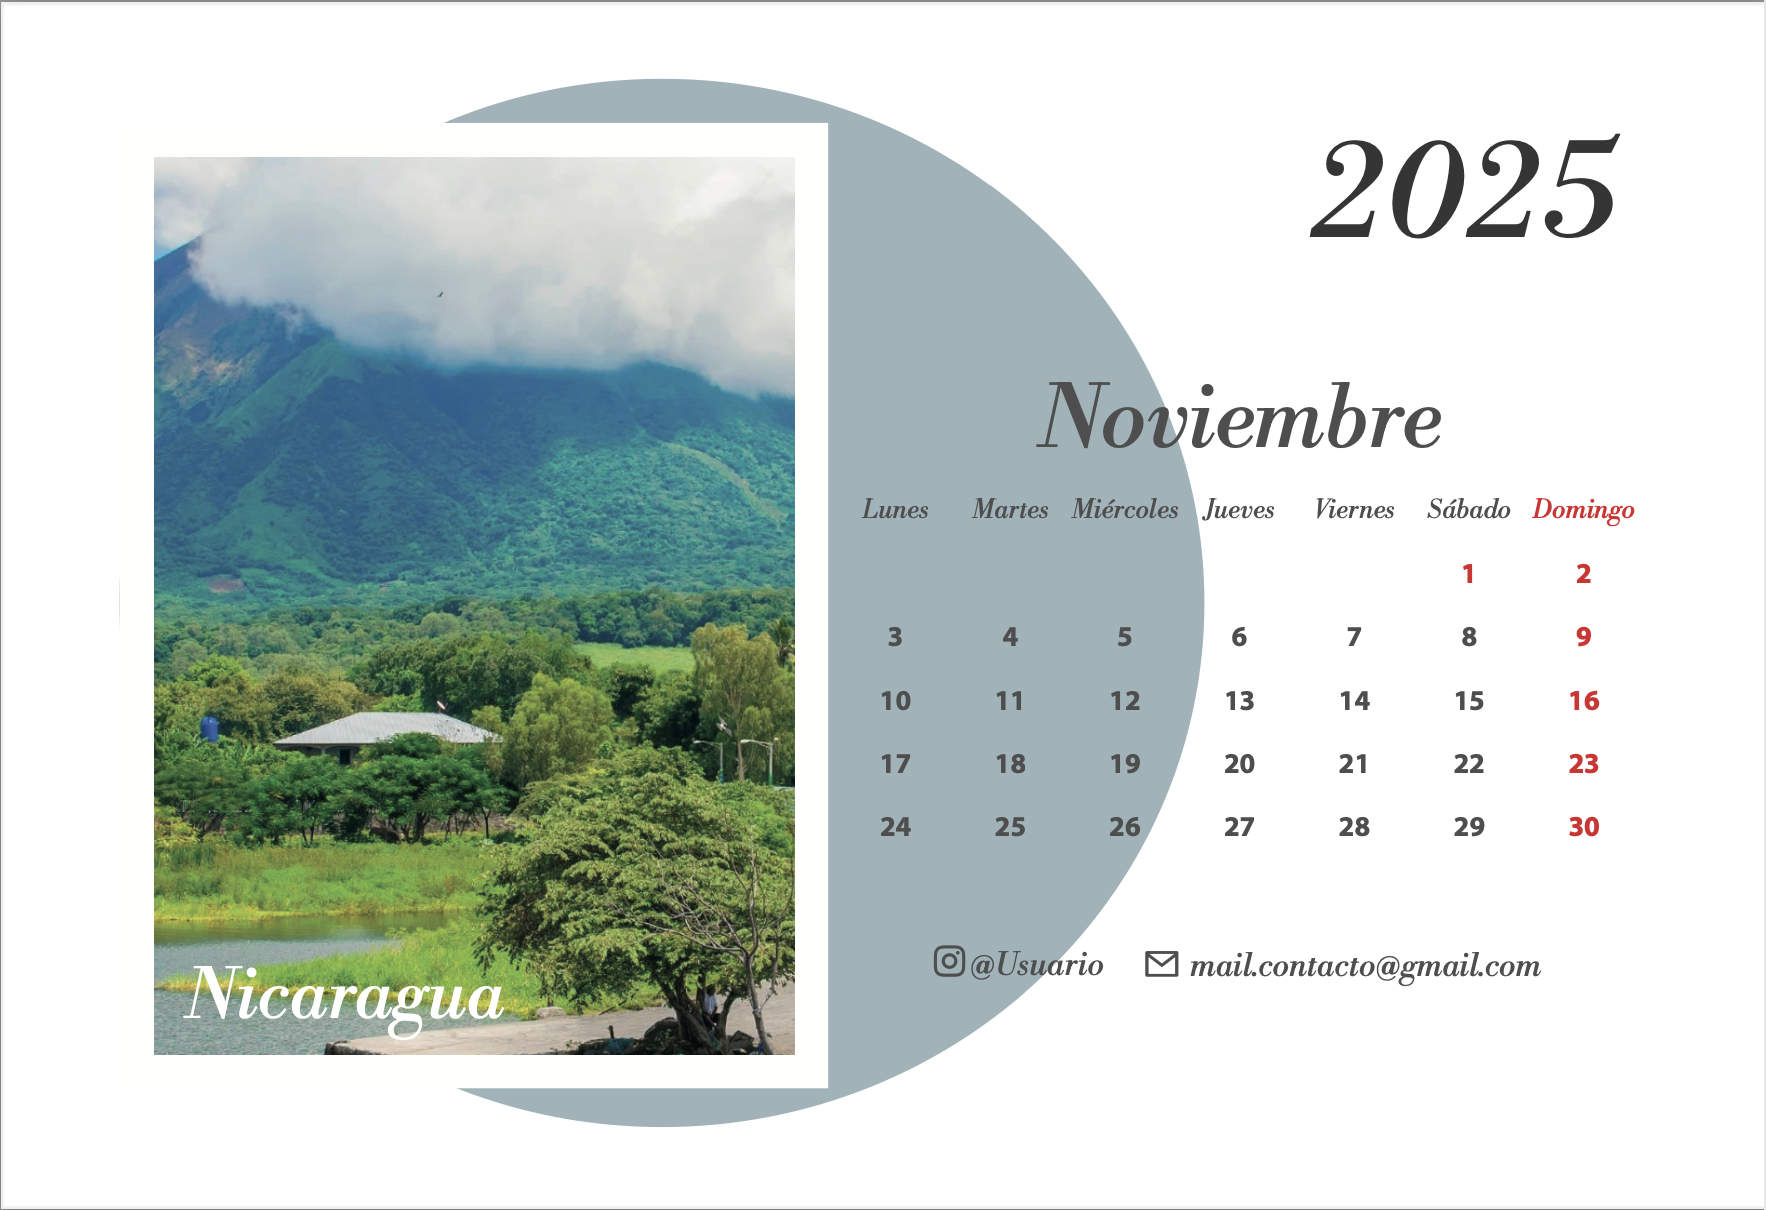 2025
Noviembre
Lunes Martes Miércoles Jueves Viernes Sábado Domingo
1 2
3 4 5 6 7 8 9
10 11 12 13 14 15 16
17 18 19 20 21 22 23
24 25 26 27 28 29 30
@Usuario mail.contacto@gmail.com
Nicaragua